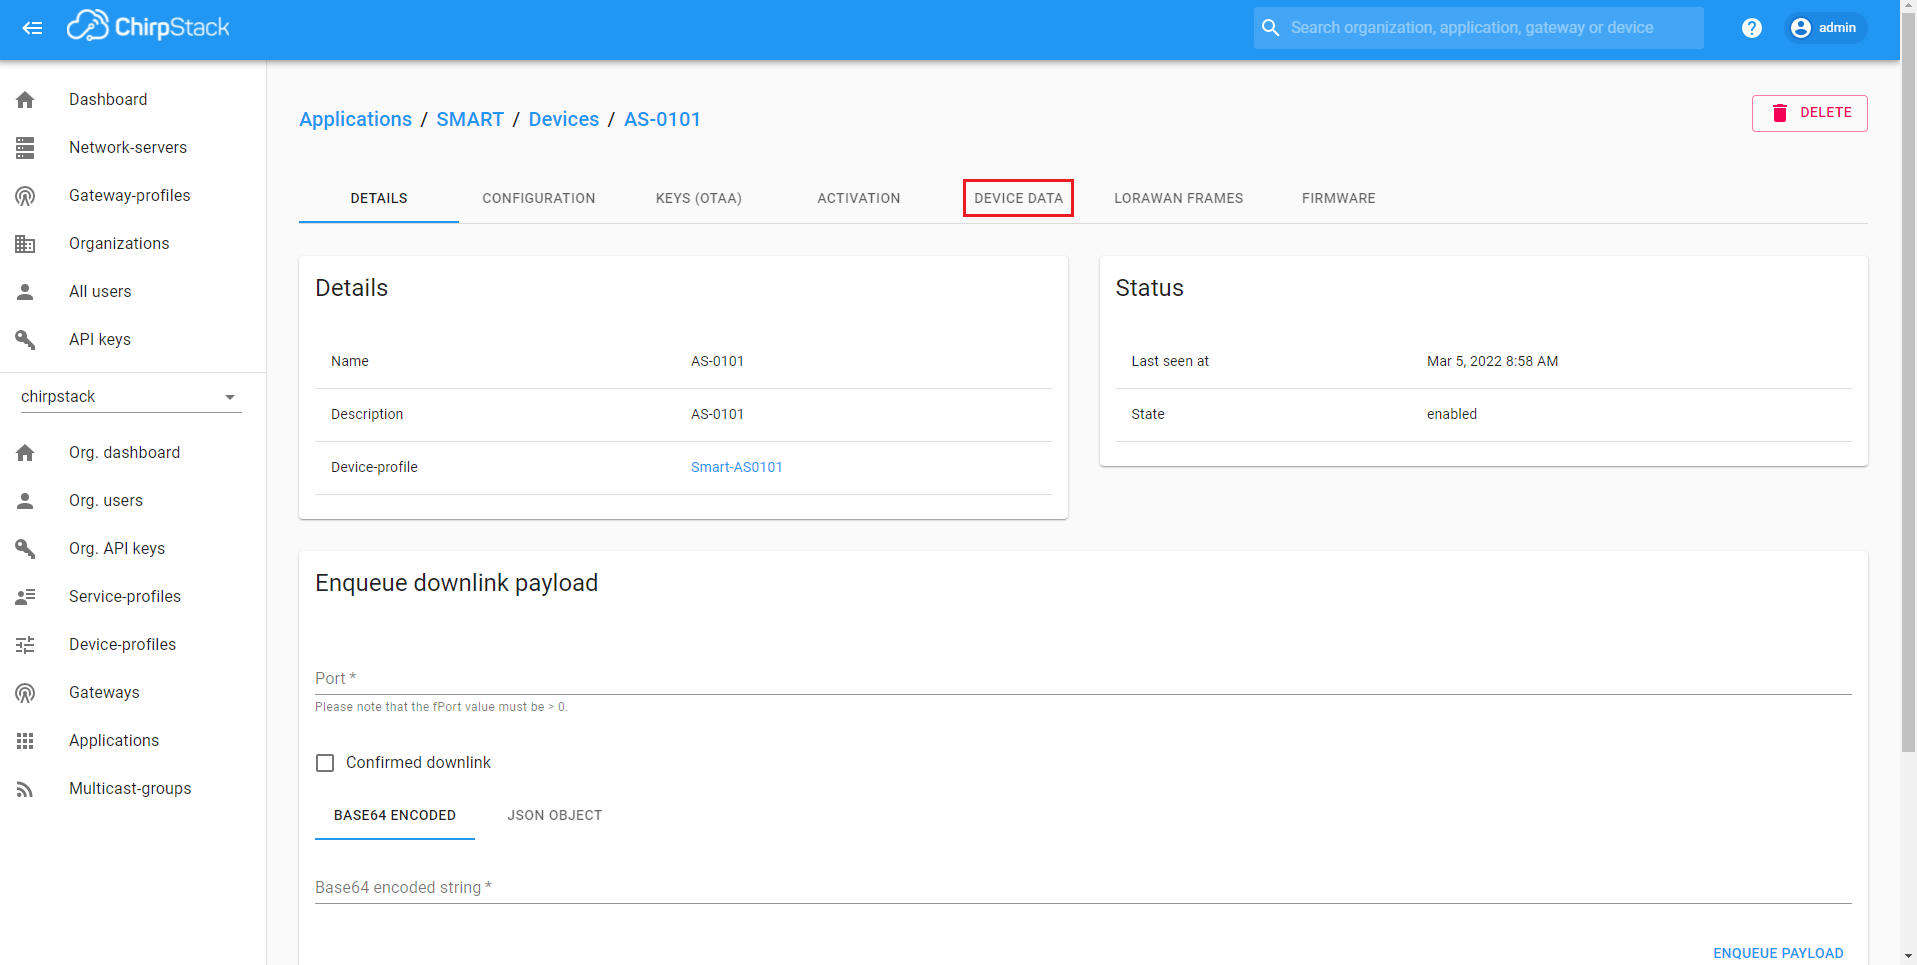 ChirpStack
Search organization, application, gateway or device
? admin
Dashboard
Network-servers
Gateway-profiles
Organizations
All users
API keys
chirpstack
Org. dashboard
Org. users
Org. API keys
Service-profiles
Device-profiles
Gateways
Applications
Multicast-groups
Applications / SMART / Devices / AS-0101
DELETE
DETAILS CONFIGURATION KEYS (OTAA) ACTIVATION DEVICE DATA LORAWAN FRAMES FIRMWARE
Details
Name AS-0101
Description AS-0101
Device-profile Smart-AS0101
Status
Last seen at Mar 5, 2022 8:58 AM
State enabled
Enqueue downlink payload
Port *
Please note that the fPort value must be > 0.
Confirmed downlink
BASE64 ENCODED JSON OBJECT
Base64 encoded string *
ENQUEUE PAYLOAD